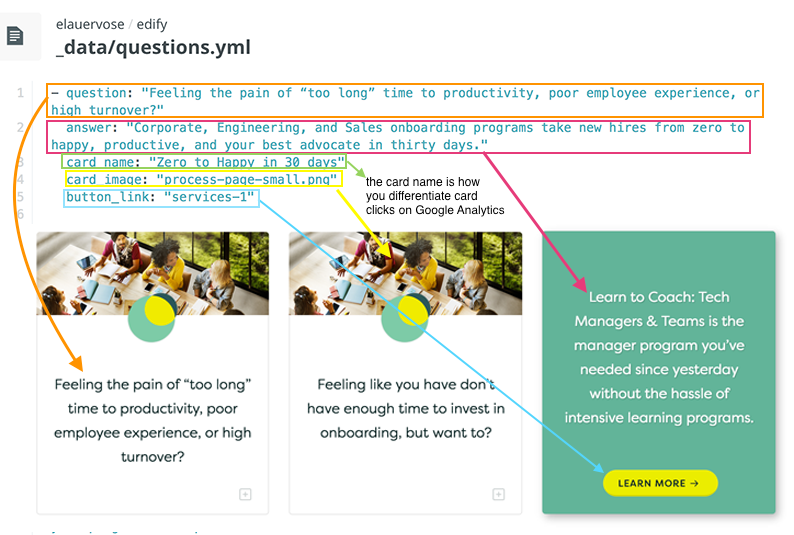 elauervose / edify
_data/questions.yml
1 - question: "Feeling the pain of “too long” time to productivity, poor employee experience, or
high turnover?"
2 answer: "Corporate, Engineering, and Sales onboarding programs take new hires from zero to
happy, productive, and your best advocate in thirty days."
3 card_name: "Zero to Happy in 30 days"
4 card_image: "process-page-small.png"
5 button_link: "services-1"
6
the card name is how
you differentiate card
clicks on Google Analytics
Feeling the pain of “too long”
time to productivity, poor
employee experience, or high
turnover?
Feeling like you have don’t
have enough time to invest in
onboarding, but want to?
Learn to Coach: Tech
Managers & Teams is the
manager program you’ve
needed since yesterday
without the hassle of
intensive learning programs.
LEARN MORE →